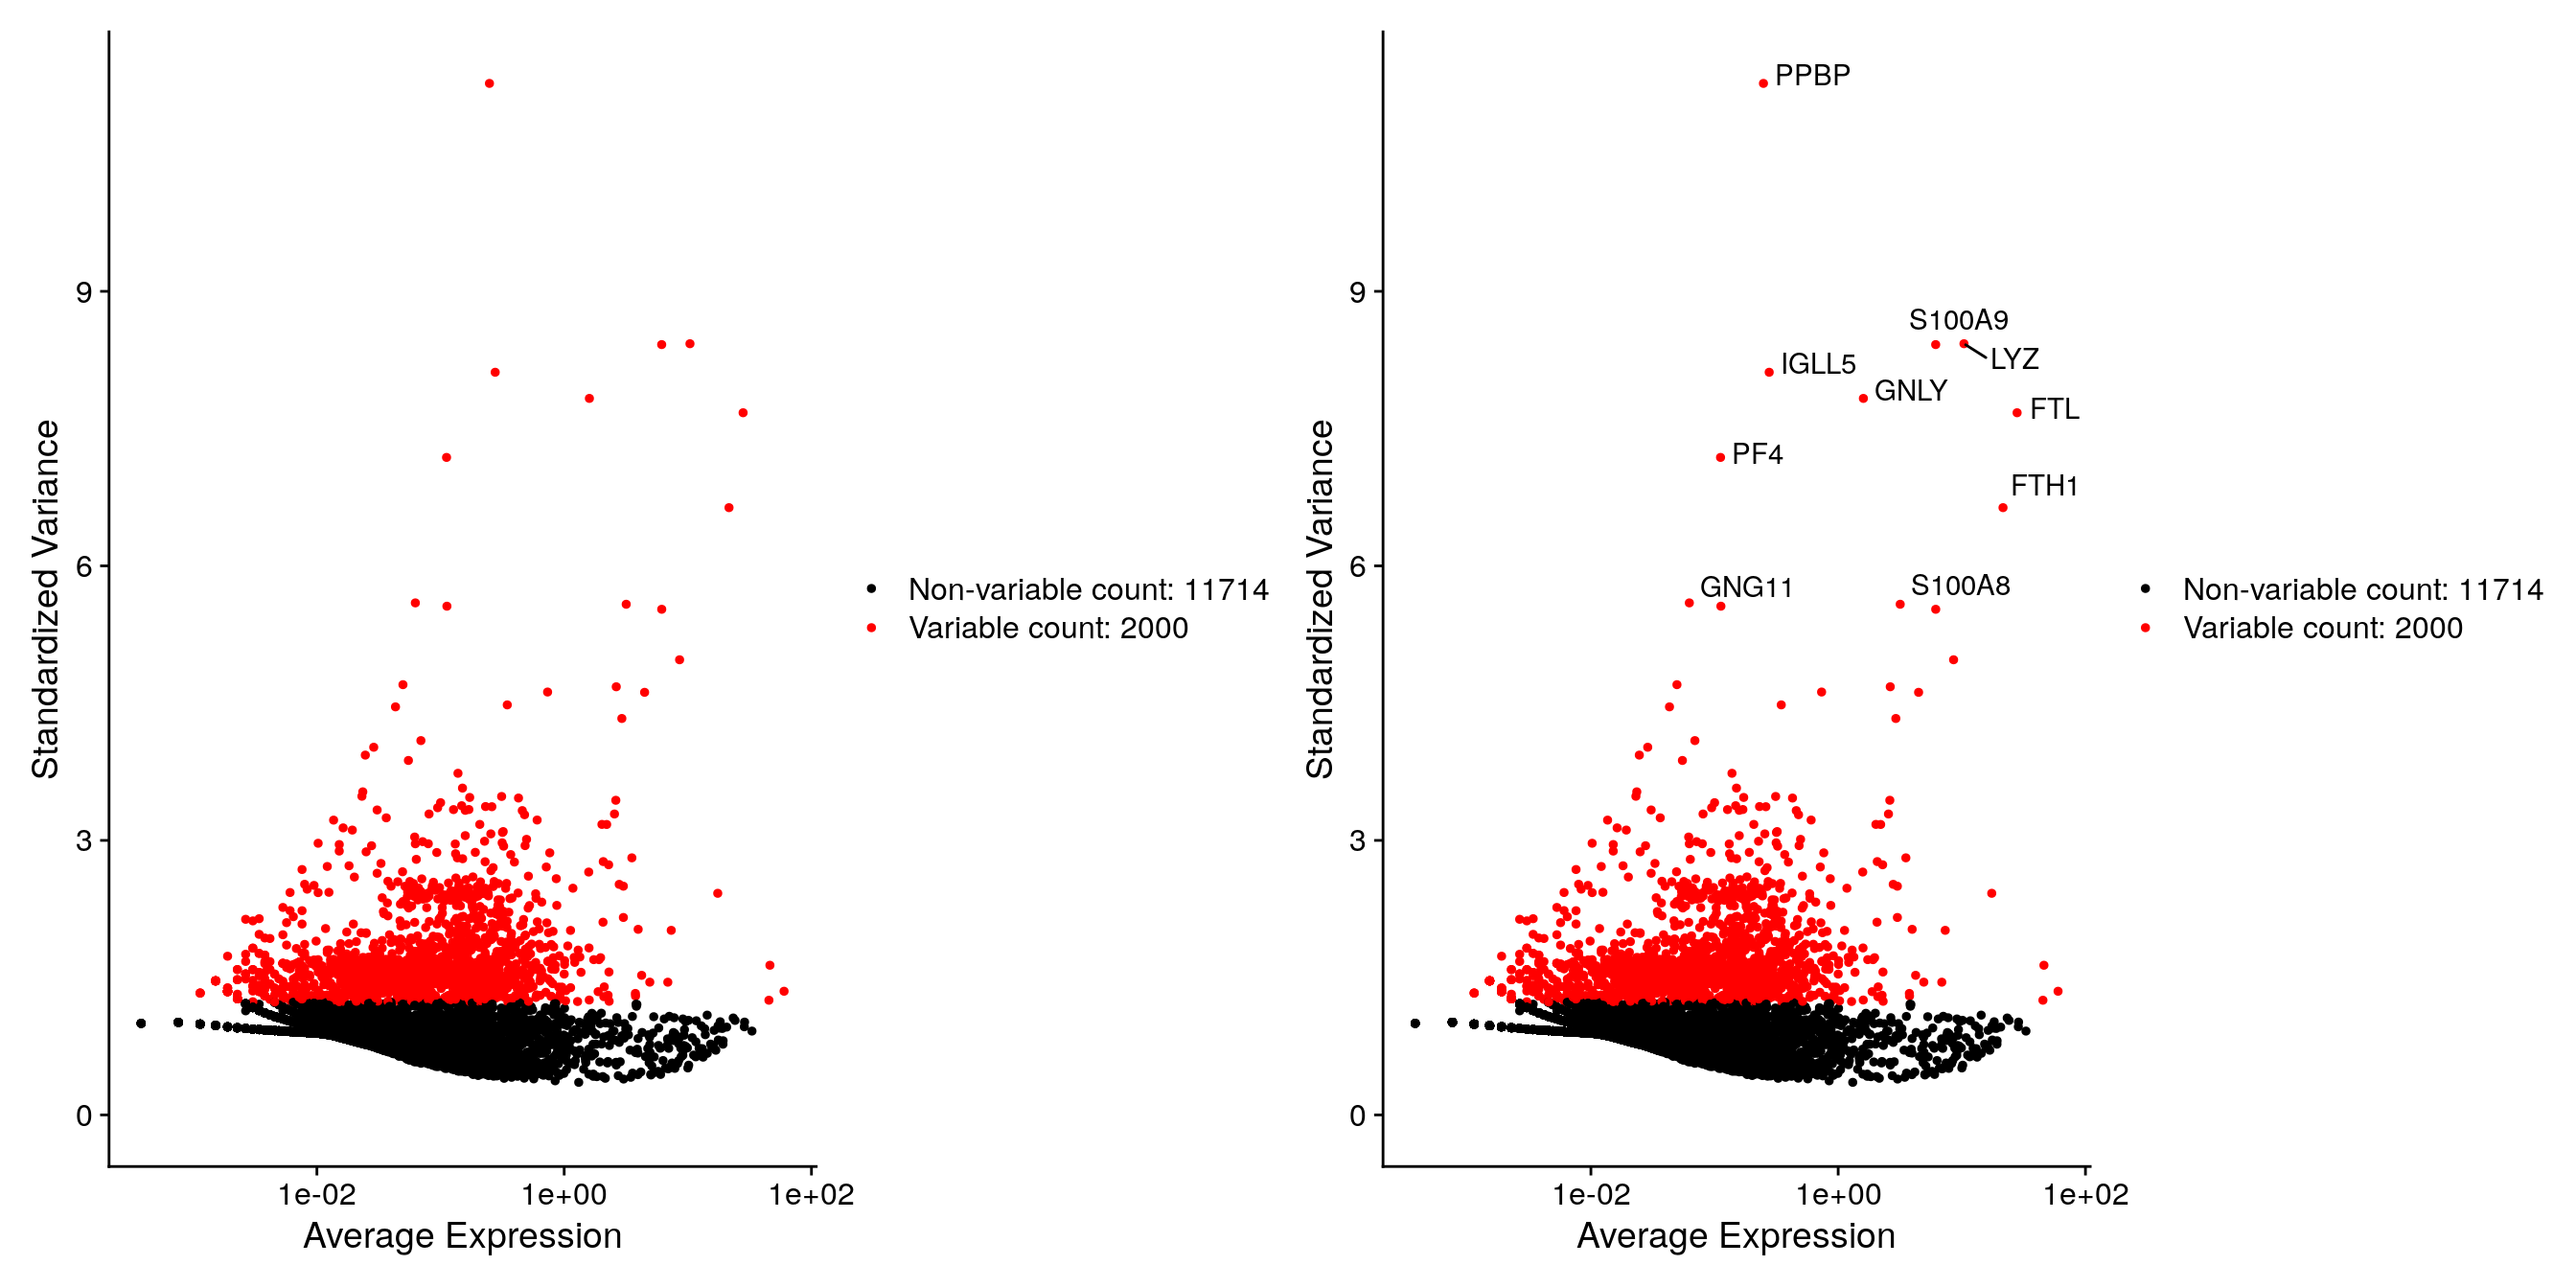 Standardized Variance
9
6
3
0
1e-02 1e+00 1e+02
Average Expression
Non-variable count: 11714
Variable count: 2000
Standardized Variance
9
6
3
0
PPBP
S100A9
LYZ
IGLL5
GNLY
FTL
PF4
FTH1
GNG11
S100A8
1e-02 1e+00 1e+02
Average Expression
Non-variable count: 11714
Variable count: 2000